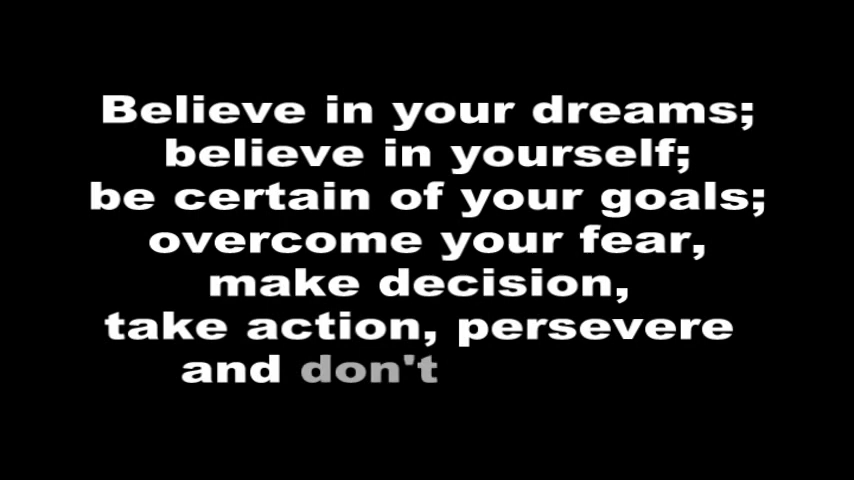 Believe in your dreams;
believe in yourself;
be certain of your goals;
overcome your fear,
make decision,
take action, persevere
and don't